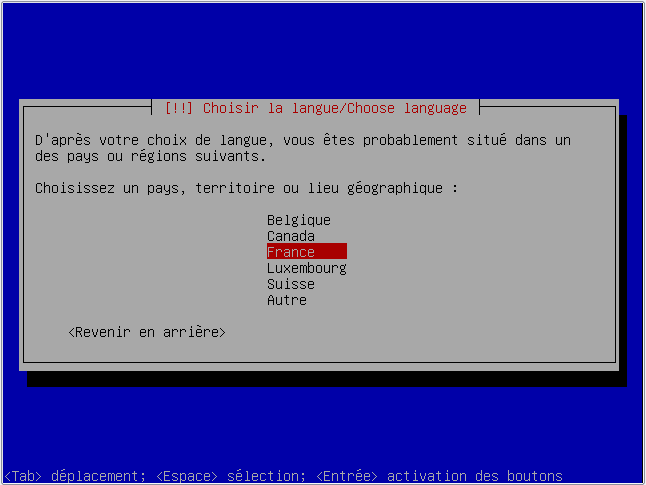 [!!] Choisir la langue/Choose language
D'après votre choix de langue, vous êtes probablement situé dans un
des pays ou régions suivants.
Choisissez un pays, territoire ou lieu géographique :
Belgique
Canada
France
Luxembourg
Suisse
Autre
<Revenir en arrière>
<Tab> déplacement; <Espace> sélection; <Entrée> activation des boutons